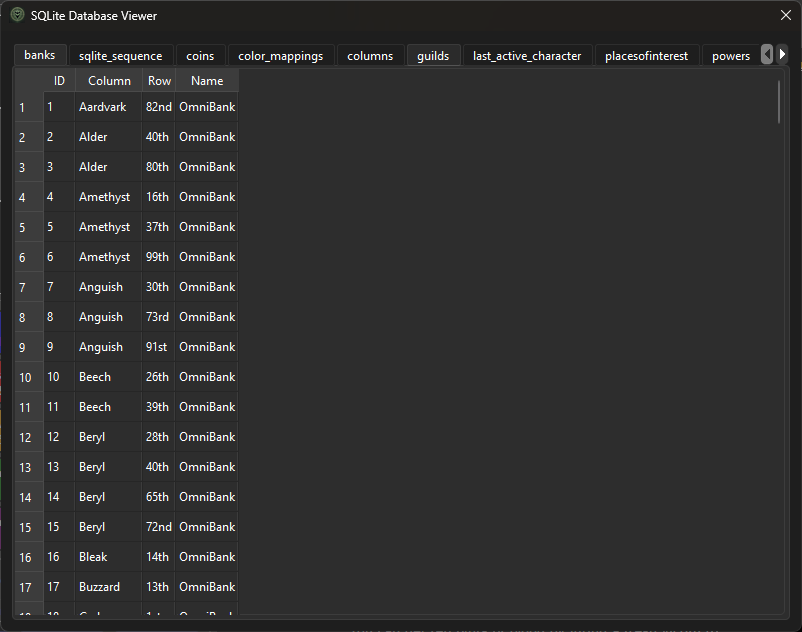 SQLite Database Viewer
banks sqlite_sequence coins color_mappings columns guilds last_active_character placesofinterest powers
ID Column Row Name
1 1 Aardvark 82nd OmniBank
2 2 Alder 40th OmniBank
3 3 Alder 80th OmniBank
4 4 Amethyst 16th OmniBank
5 5 Amethyst 37th OmniBank
6 6 Amethyst 99th OmniBank
7 7 Anguish 30th OmniBank
8 8 Anguish 73rd OmniBank
9 9 Anguish 91st OmniBank
10 10 Beech 26th OmniBank
11 11 Beech 39th OmniBank
12 12 Beryl 28th OmniBank
13 13 Beryl 40th OmniBank
14 14 Beryl 65th OmniBank
15 15 Beryl 72nd OmniBank
16 16 Bleak 14th OmniBank
17 17 Buzzard 13th OmniBank